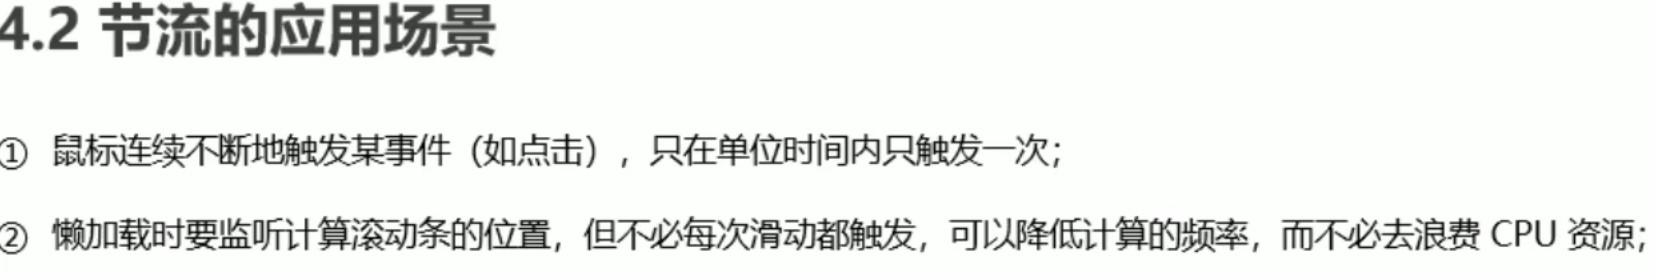 4.2 节流的应用场景
① 鼠标连续不断地触发某事件（如点击），只在单位时间内只触发一次；
② 懒加载时要监听计算滚动条的位置，但不必每次滑动都触发，可以降低计算的频率，而不必去浪费 CPU 资源；